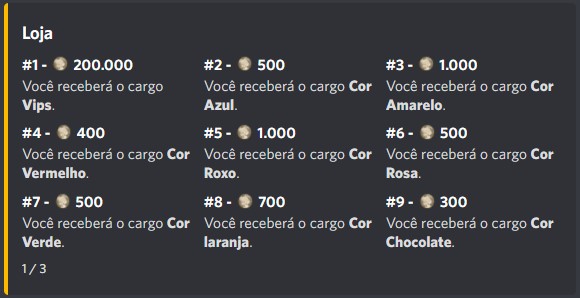 Loja
#1 - 200.000
Você receberá o cargo
Vips.
#2 - 500
Você receberá o cargo Cor
Azul.
#3 - 1.000
Você receberá o cargo Cor
Amarelo.
#4 - 400
Você receberá o cargo Cor
Vermelho.
#5 - 1.000
Você receberá o cargo Cor
Roxo.
#6 - 500
Você receberá o cargo Cor
Rosa.
#7 - 500
Você receberá o cargo Cor
Verde.
#8 - 700
Você receberá o cargo Cor
laranja.
#9 - 300
Você receberá o cargo Cor
Chocolate.
1 / 3